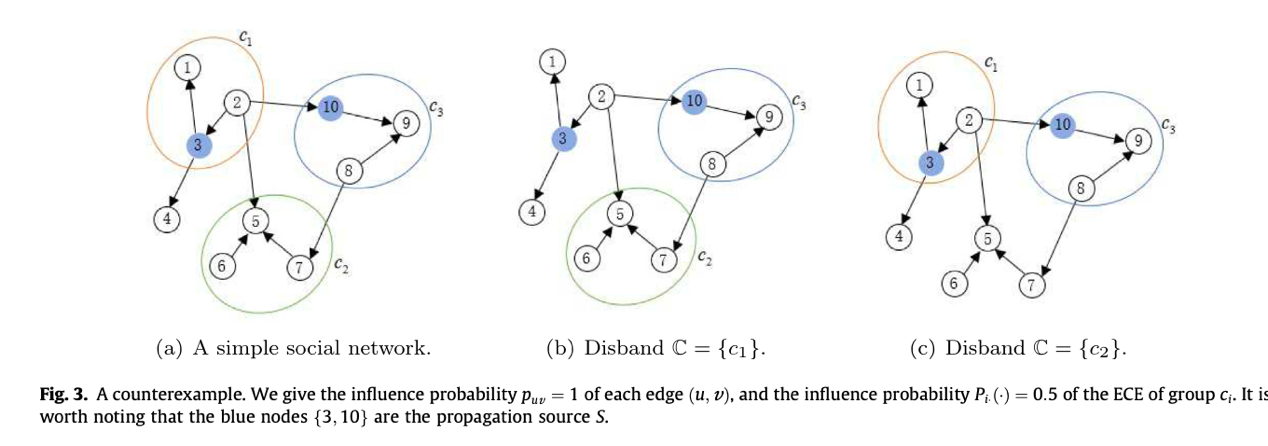 c₁
1
2
10
c₃
9
3
8
4
5
6
7
c₂
(a) A simple social network.
1
2
10
c₃
9
3
8
4
5
6
7
c₂
(b) Disband ℂ = {c₁}.
c₁
1
2
10
c₃
9
3
8
4
5
6
7
(c) Disband ℂ = {c₂}.
Fig. 3. A counterexample. We give the influence probability pᵤᵥ = 1 of each edge (u, v), and the influence probability Pᵢ.(·) = 0.5 of the ECE of group cᵢ. It is
worth noting that the blue nodes {3, 10} are the propagation source S.